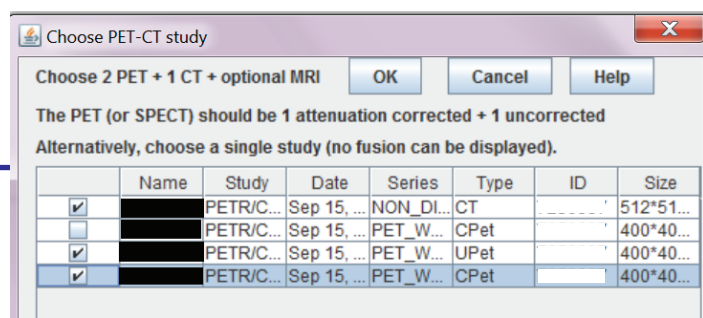 Choose PET-CT study
Choose 2 PET + 1 CT + optional MRI OK Cancel Help
The PET (or SPECT) should be 1 attenuation corrected + 1 uncorrected
Alternatively, choose a single study (no fusion can be displayed).
Name Study Date Series Type ID Size
PETR/C... Sep 15, ... NON_DI... CT 512*51...
PETR/C... Sep 15, ... PET_W... CPet 400*40...
PETR/C... Sep 15, ... PET_W... UPet 400*40...
PETR/C... Sep 15, ... PET_W... CPet 400*40...